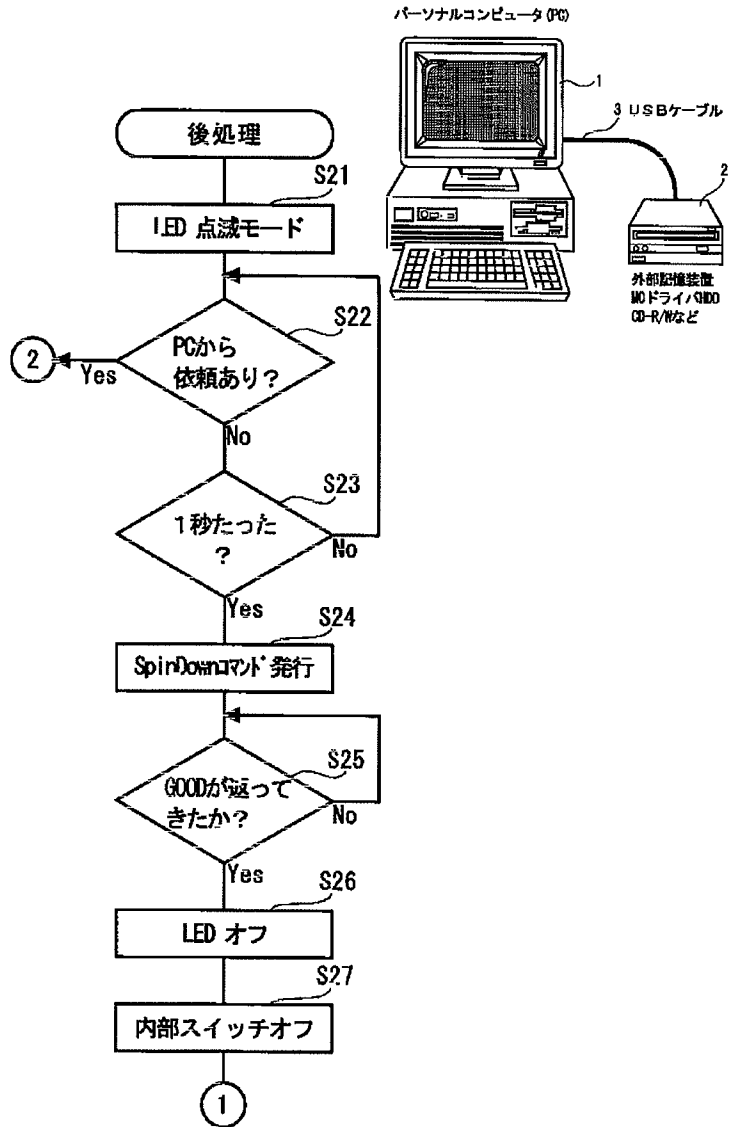 パーソナルコンピュータ(PC)
1
3 USBケーブル
2
外部記憶装置
MOドライバHDD
CD-R/Wなど
後処理
S21
LED 点滅モード
S22
PCから
依頼あり？
2
Yes
No
S23
1秒たった
？
No
Yes
S24
SpinDownコマンド発行
S25
GOODが返って
きたか？
No
Yes
S26
LED オフ
S27
内部スイッチオフ
1